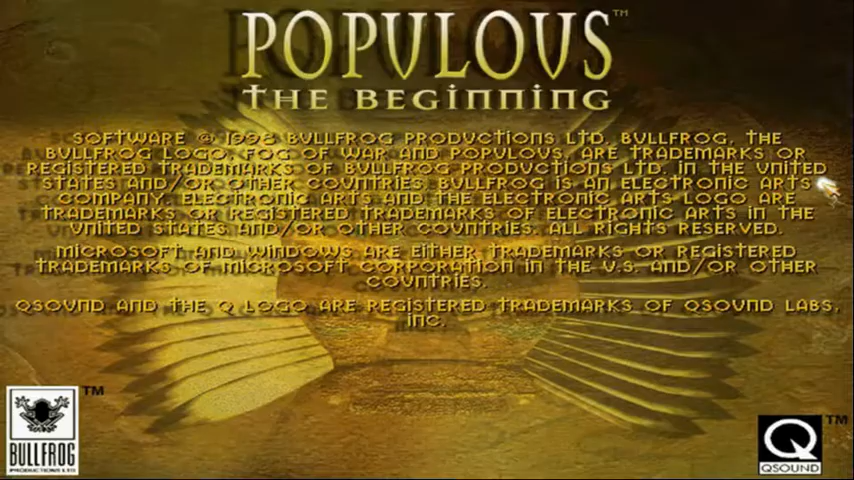 POPULOUS™
THE BEGINNING
SOFTWARE © 1998 BULLFROG PRODUCTIONS LTD. BULLFROG, THE
BULLFROG LOGO, FOG OF WAR AND POPULOUS, ARE TRADEMARKS OR
REGISTERED TRADEMARKS OF BULLFROG PRODUCTIONS LTD. IN THE UNITED
STATES AND/OR OTHER COUNTRIES. BULLFROG IS AN ELECTRONIC ARTS
COMPANY. ELECTRONIC ARTS AND THE ELECTRONIC ARTS LOGO ARE
TRADEMARKS OR REGISTERED TRADEMARKS OF ELECTRONIC ARTS IN THE
UNITED STATES AND/OR OTHER COUNTRIES. ALL RIGHTS RESERVED.
MICROSOFT AND WINDOWS ARE EITHER TRADEMARKS OR REGISTERED
TRADEMARKS OF MICROSOFT CORPORATION IN THE U.S. AND/OR OTHER
COUNTRIES.
QSOUND AND THE Q LOGO ARE REGISTERED TRADEMARKS OF QSOUND LABS,
INC.
TM
BULLFROG
PRODUCTIONS LTD
TM
Q
QSOUND